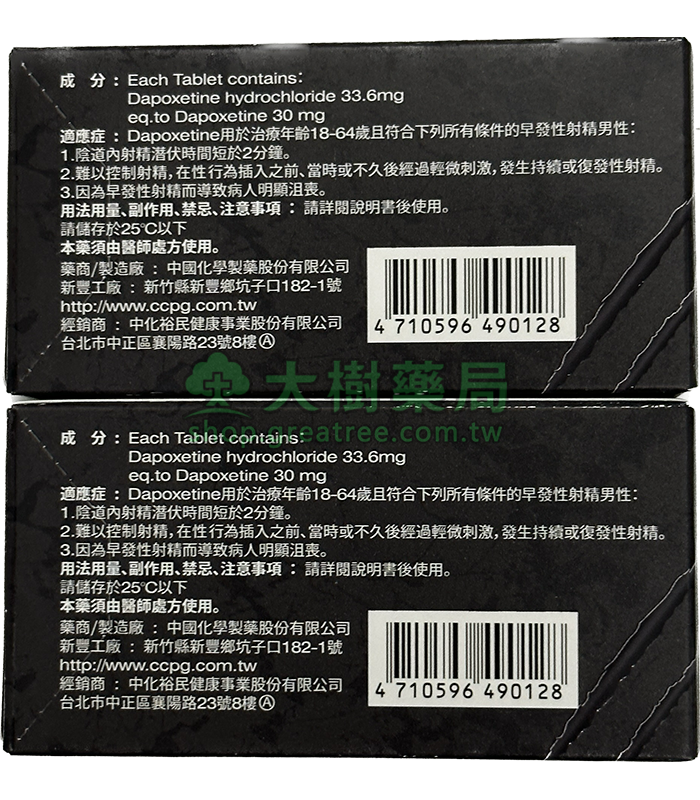 成 分：Each Tablet contains:
Dapoxetine hydrochloride 33.6mg
eq.to Dapoxetine 30 mg
適應症：Dapoxetine用於治療年齡18-64歲且符合下列所有條件的早發性射精男性：
1.陰道內射精潛伏時間短於2分鐘。
2.難以控制射精，在性行為插入之前、當時或不久後經過輕微刺激，發生持續或復發性射精。
3.因為早發性射精而導致病人明顯沮喪。
用法用量、副作用、禁忌、注意事項：請詳閱說明書後使用。
請儲存於25°C以下
本藥須由醫師處方使用。
藥商/製造廠：中國化學製藥股份有限公司
新豐工廠：新竹縣新豐鄉坑子口182-1號
http://www.ccpg.com.tw
經銷商：中化裕民健康事業股份有限公司
台北市中正區襄陽路23號8樓Ⓐ
4 710596 490128
大樹藥局
shop.greatree.com.tw
成 分：Each Tablet contains:
Dapoxetine hydrochloride 33.6mg
eq.to Dapoxetine 30 mg
適應症：Dapoxetine用於治療年齡18-64歲且符合下列所有條件的早發性射精男性：
1.陰道內射精潛伏時間短於2分鐘。
2.難以控制射精，在性行為插入之前、當時或不久後經過輕微刺激，發生持續或復發性射精。
3.因為早發性射精而導致病人明顯沮喪。
用法用量、副作用、禁忌、注意事項：請詳閱說明書後使用。
請儲存於25°C以下
本藥須由醫師處方使用。
藥商/製造廠：中國化學製藥股份有限公司
新豐工廠：新竹縣新豐鄉坑子口182-1號
http://www.ccpg.com.tw
經銷商：中化裕民健康事業股份有限公司
台北市中正區襄陽路23號8樓Ⓐ
4 710596 490128